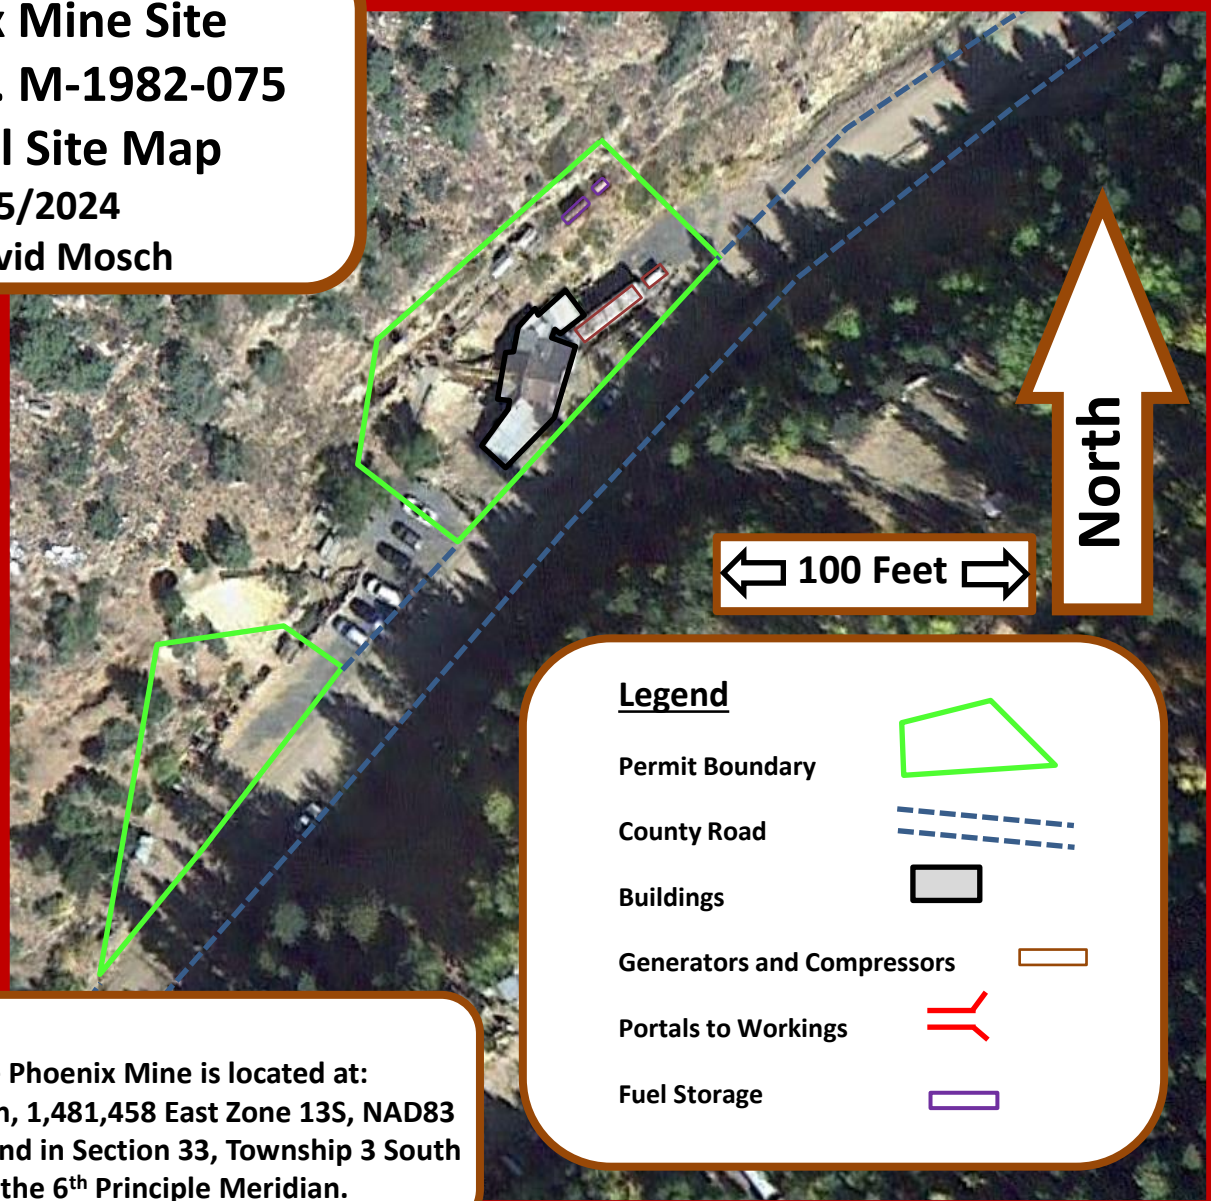 Mine Site
M-1982-075
Site Map
5/2024
Mosch
North
100 Feet
Legend
Permit Boundary
County Road
Buildings
Generators and Compressors
Portals to Workings
Fuel Storage
Phoenix Mine is located at:
1,481,458 East Zone 13S, NAD83
in Section 33, Township 3 South
the 6th Principle Meridian.